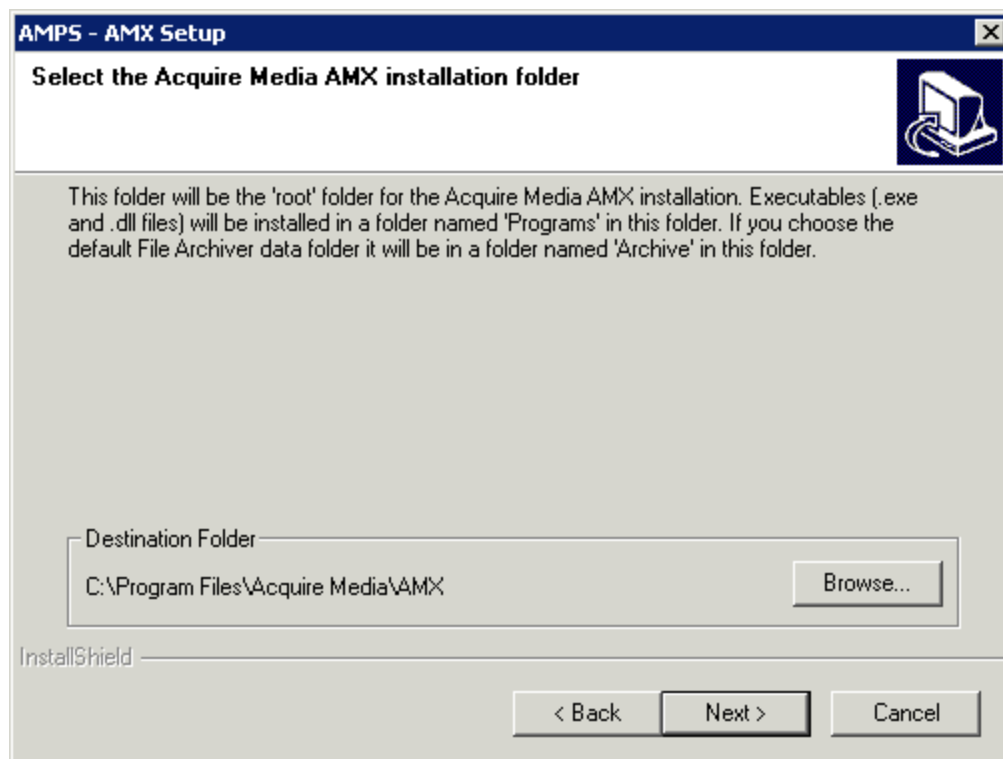 AMPS - AMX Setup
Select the Acquire Media AMX installation folder
This folder will be the 'root' folder for the Acquire Media AMX installation. Executables (.exe
and .dll files) will be installed in a folder named 'Programs' in this folder. If you choose the
default File Archiver data folder it will be in a folder named 'Archive' in this folder.
Destination Folder
C:\Program Files\Acquire Media\AMX
Browse...
InstallShield
< Back
Next >
Cancel